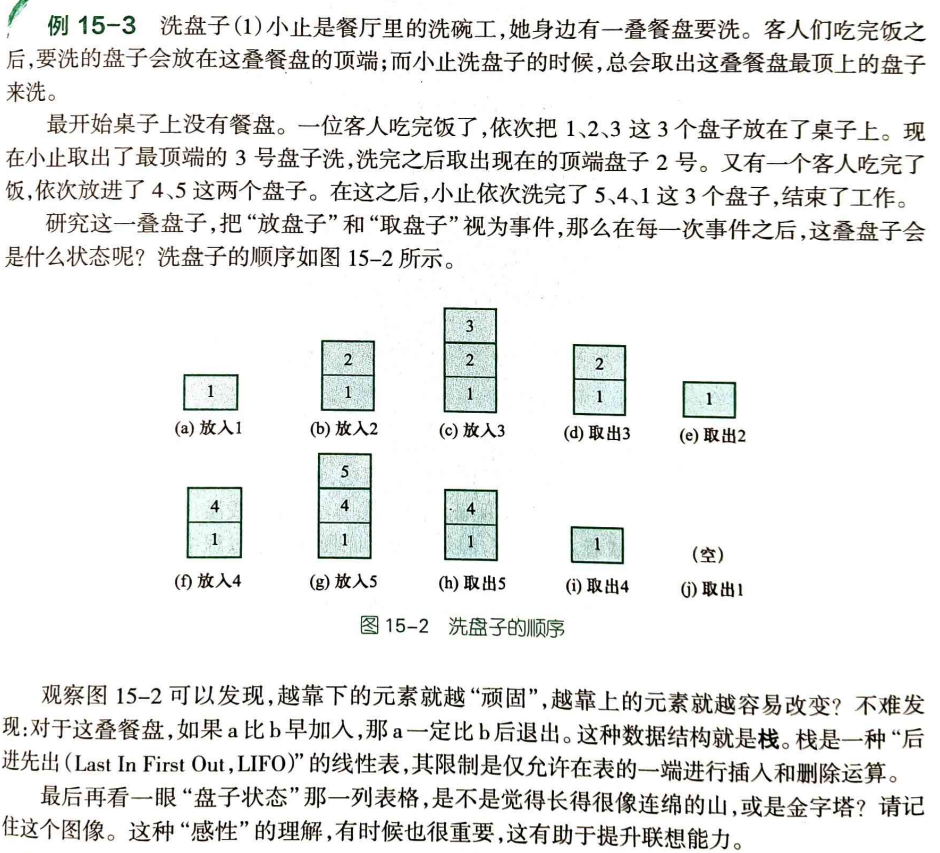 例 15-3 洗盘子(1)小止是餐厅里的洗碗工,她身边有一叠餐盘要洗。客人们吃完饭之
后,要洗的盘子会放在这叠餐盘的顶端;而小止洗盘子的时候,总会取出这叠餐盘最顶上的盘子
来洗。
最开始桌子上没有餐盘。一位客人吃完饭了,依次把 1、2、3 这 3 个盘子放在了桌子上。现
在小止取出了最顶端的 3 号盘子洗,洗完之后取出现在的顶端盘子 2 号。又有一个客人吃完了
饭,依次放进了 4、5 这两个盘子。在这之后,小止依次洗完了 5、4、1 这 3 个盘子,结束了工作。
研究这一叠盘子,把“放盘子”和“取盘子”视为事件,那么在每一次事件之后,这叠盘子会
是什么状态呢? 洗盘子的顺序如图 15-2 所示。
1
2
1
3
2
1
2
1
1
(a) 放入1
(b) 放入2
(c) 放入3
(d) 取出3
(e) 取出2
4
1
5
4
1
4
1
1
(空)
(f) 放入4
(g) 放入5
(h) 取出5
(i) 取出4
(j) 取出1
图 15-2 洗盘子的顺序
观察图 15-2 可以发现,越靠下的元素就越“顽固”,越靠上的元素就越容易改变? 不难发
现:对于这叠餐盘,如果 a 比 b 早加入,那 a 一定比 b 后退出。这种数据结构就是栈。栈是一种“后
进先出(Last In First Out,LIFO)”的线性表,其限制是仅允许在表的一端进行插入和删除运算。
最后再看一眼“盘子状态”那一列表格,是不是觉得长得很像连绵的山,或是金字塔? 请记
住这个图像。这种“感性”的理解,有时候也很重要,这有助于提升联想能力。